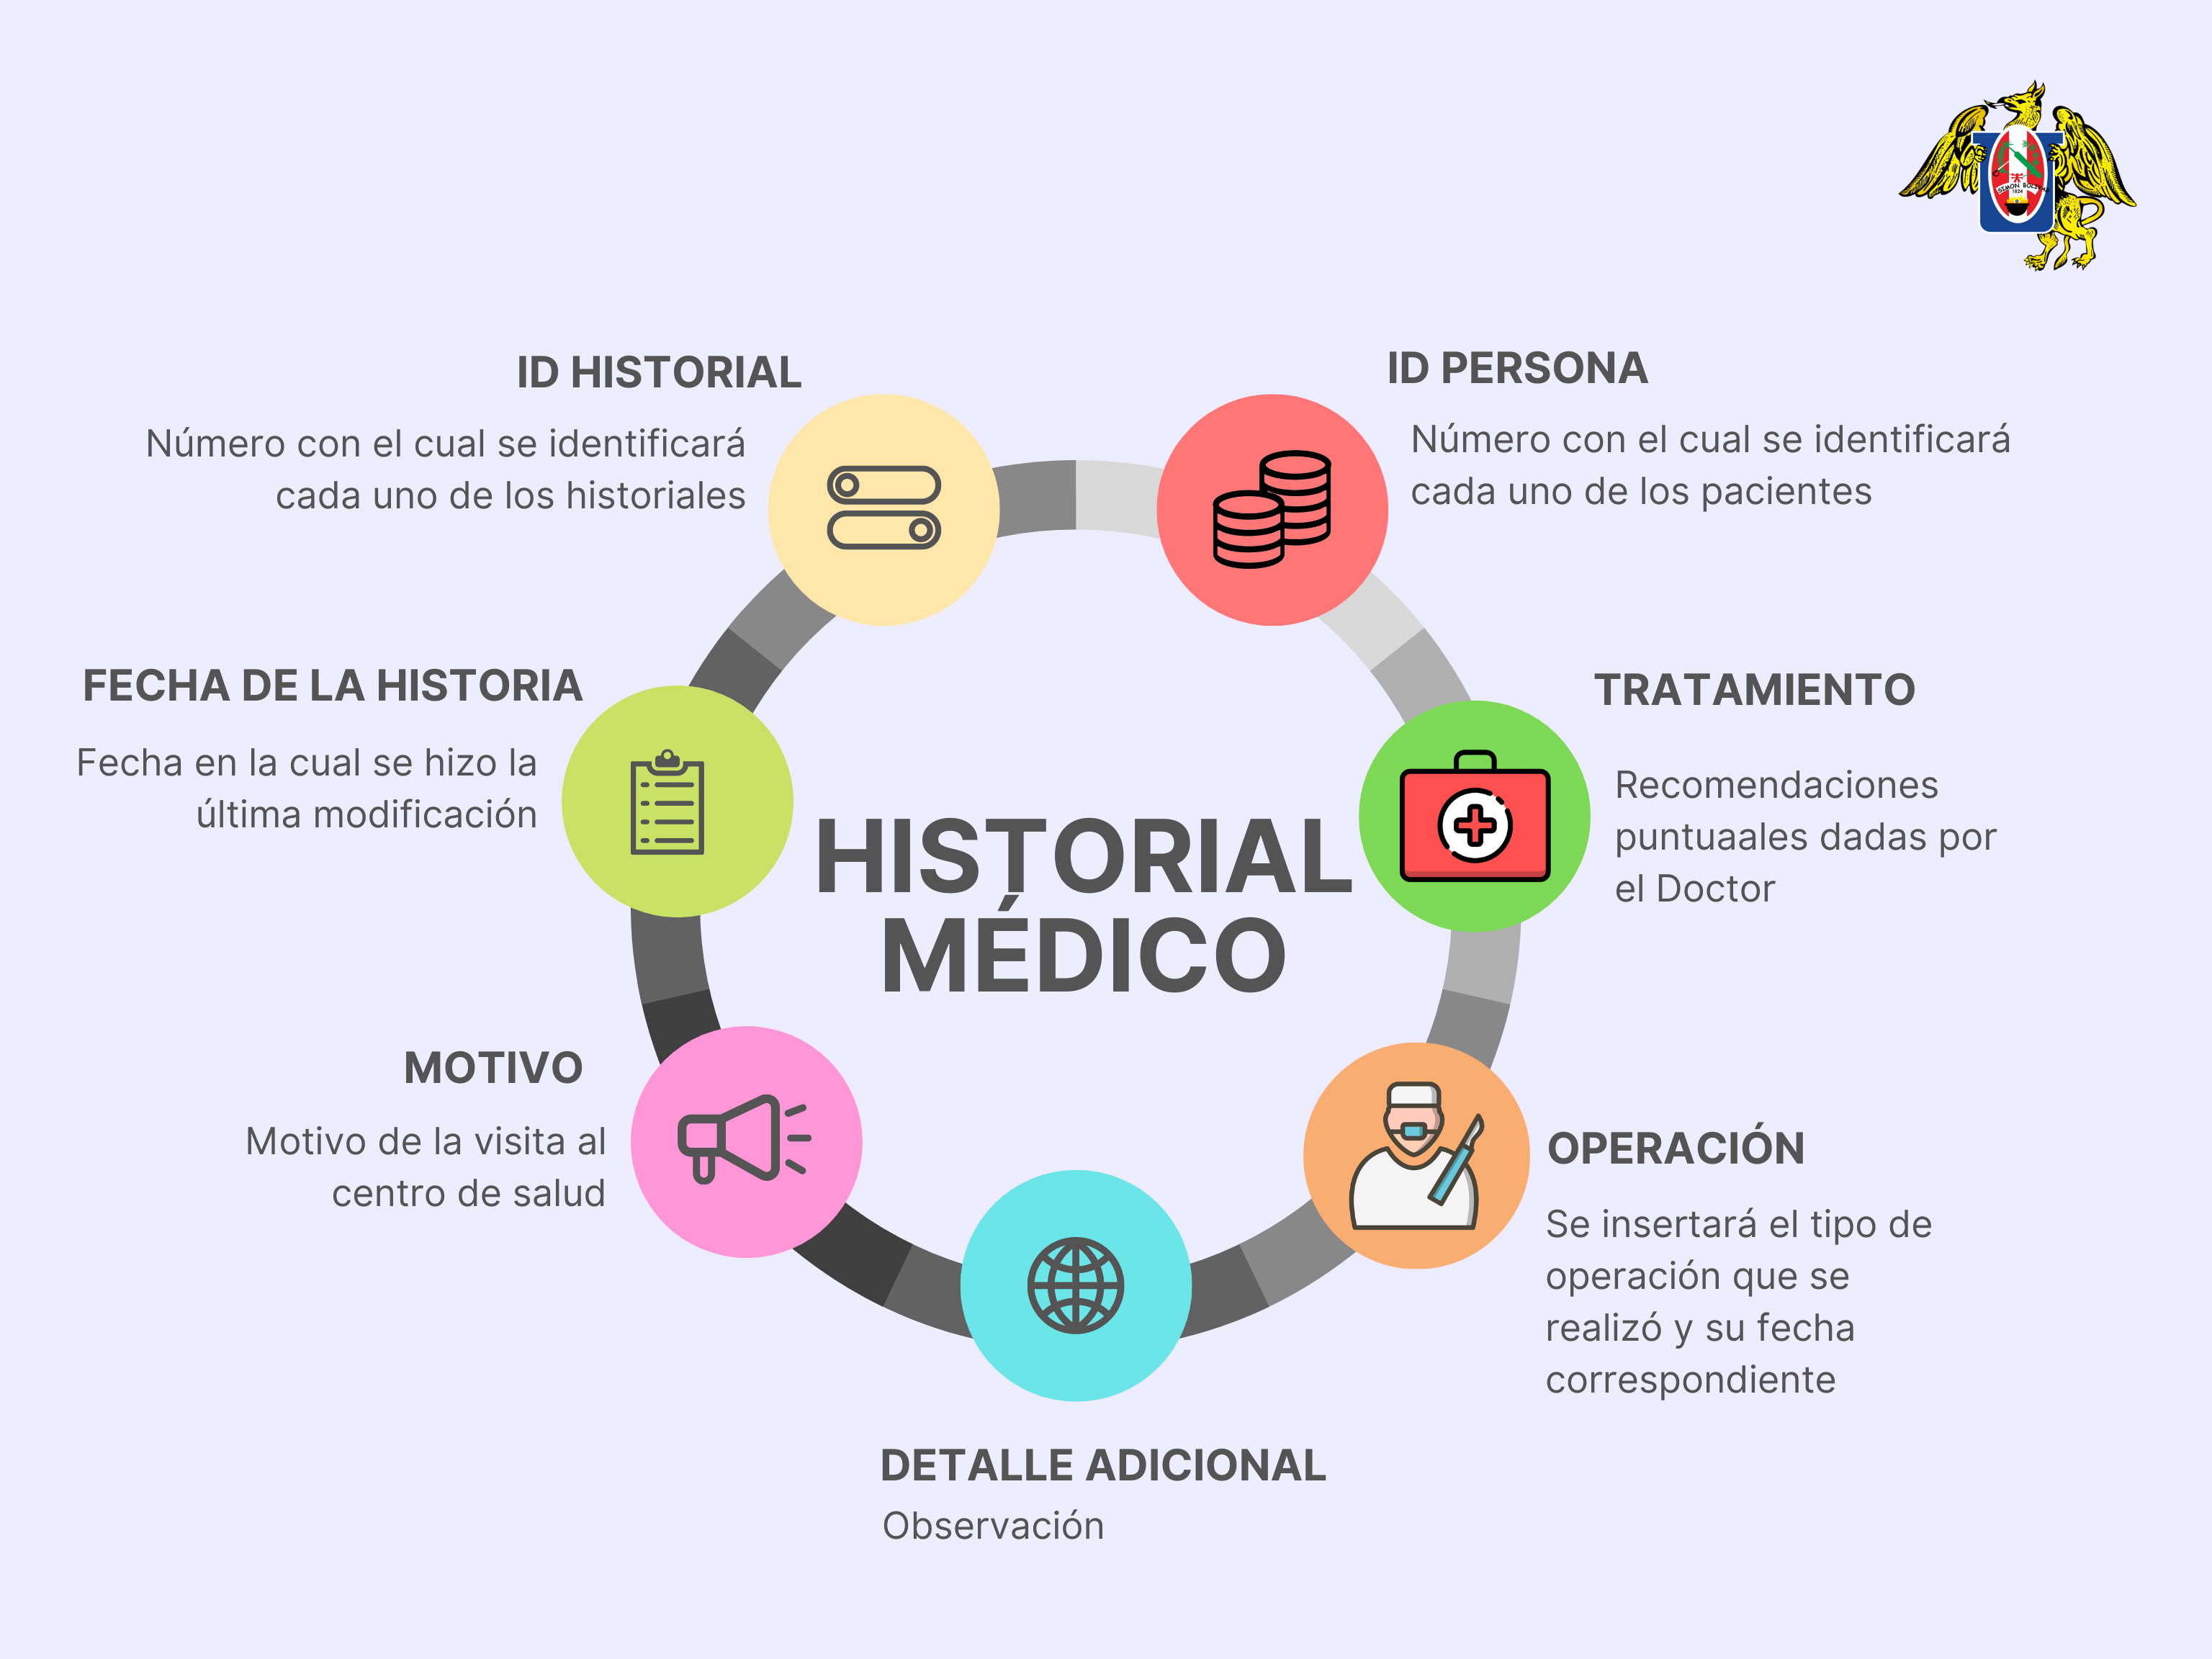 SIMON BOLIVAR
1824
ID HISTORIAL
Número con el cual se identificará
cada uno de los historiales
ID PERSONA
Número con el cual se identificará
cada uno de los pacientes
FECHA DE LA HISTORIA
Fecha en la cual se hizo la
última modificación
TRATAMIENTO
Recomendaciones
puntuaales dadas por
el Doctor
HISTORIAL
MÉDICO
MOTIVO
Motivo de la visita al
centro de salud
OPERACIÓN
Se insertará el tipo de
operación que se
realizó y su fecha
correspondiente
DETALLE ADICIONAL
Observación